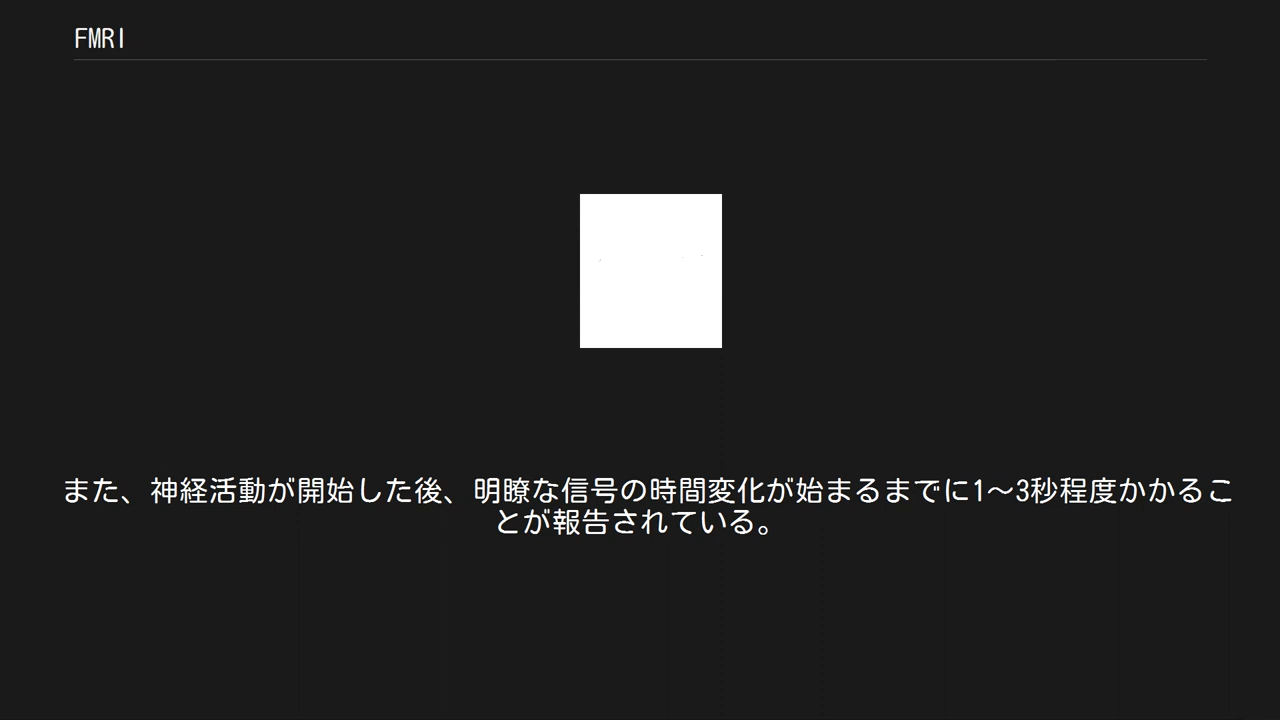 FMRI
また、神経活動が開始した後、明瞭な信号の時間変化が始まるまでに1～3秒程度かかるこ
とが報告されている。